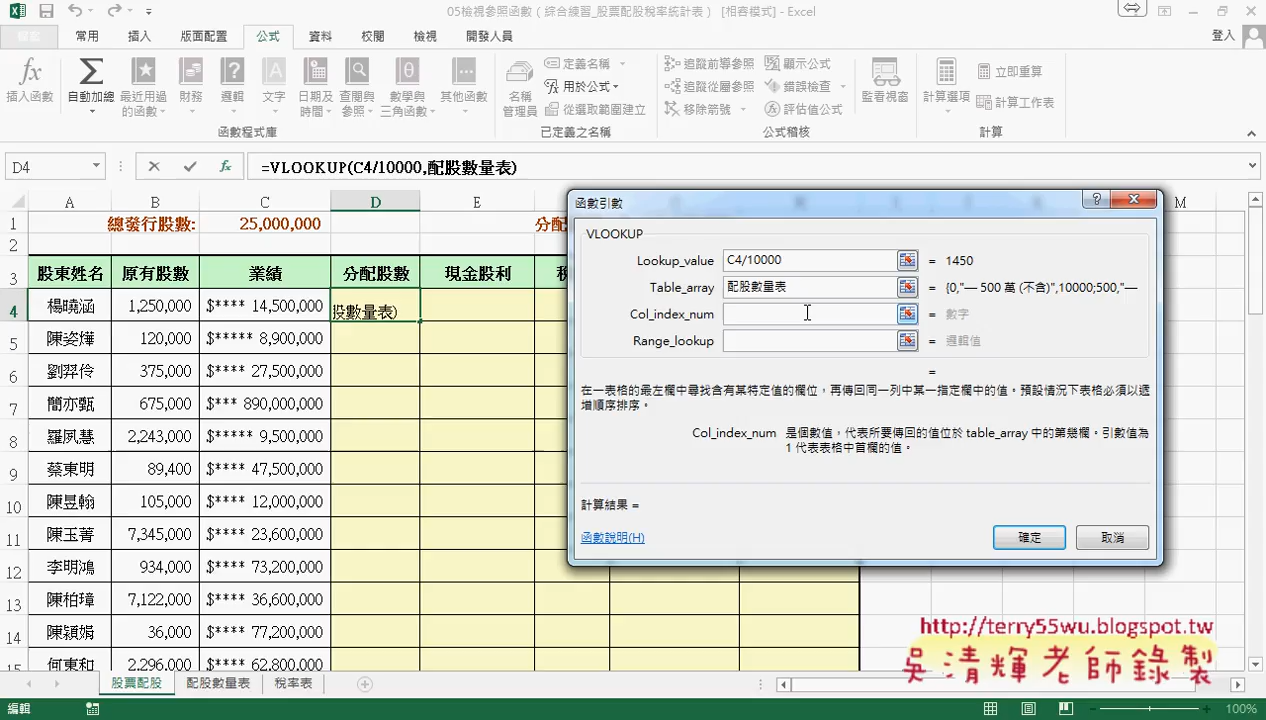 05檢視參照函數（綜合練習_股票配股稅率統計表） [相容模式] - Excel
常用 插入 版面配置 公式 資料 校閱 檢視 開發人員 登入
插入函數 自動加總 最近用過的函數 財務 邏輯 文字 日期及時間 查閱與參照 數學與三角函數 其他函數 名稱管理員 定義名稱 用於公式 從選取範圍建立 追蹤前導參照 追蹤從屬參照 移除箭號 顯示公式 錯誤檢查 評估值公式 監看視窗 計算選項 立即重算 計算工作表
函數程式庫 已定義之名稱 公式稽核 計算
D4 =VLOOKUP(C4/10000,配股數量表)
A B C D E M
1 總發行股數: 25,000,000 分配
2
3 股東姓名 原有股數 業績 分配股數 現金股利
4 楊曉涵 1,250,000 $**** 14,500,000 股數量表)
5 陳姿燁 120,000 $**** 8,900,000
6 劉羿伶 375,000 $**** 27,500,000
7 簡亦甄 675,000 $*** 890,000,000
8 羅夙慧 2,243,000 $**** 9,500,000
9 蔡東明 89,400 $**** 47,500,000
10 陳昱翰 105,000 $**** 12,000,000
11 陳玉菁 7,345,000 $**** 23,600,000
12 李明鴻 934,000 $**** 73,200,000
13 陳柏璋 7,122,000 $**** 36,600,000
14 陳穎娟 36,000 $**** 77,200,000
15 何東和 2,296,000 $**** 62,800,000
函數引數
VLOOKUP
Lookup_value C4/10000 = 1450
Table_array 配股數量表 = {0,"— 500 萬 (不含)",10000;500,"—
Col_index_num = 數字
Range_lookup = 邏輯值
=
在一表格的最左欄中尋找含有某特定值的欄位，再傳回同一列中某一指定欄中的值。預設情況下表格必須以遞
增順序排序。
Col_index_num 是個數值，代表所要傳回的值位於 table_array 中的第幾欄。引數值為
1 代表表格中首欄的值。
計算結果 =
函數說明(H) 確定 取消
http://terry55wu.blogspot.tw
吳清輝老師錄製
股票配股 配股數量表 稅率表
編輯 100%